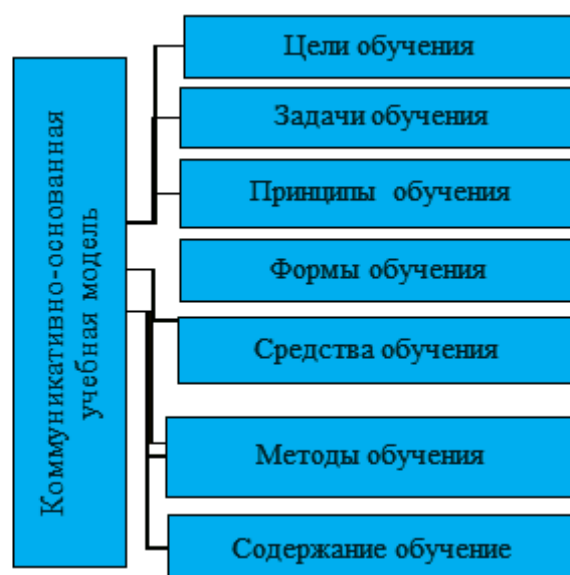 Коммуникативно-основанная
учебная модель
Цели обучения
Задачи обучения
Принципы обучения
Формы обучения
Средства обучения
Методы обучения
Содержание обучение